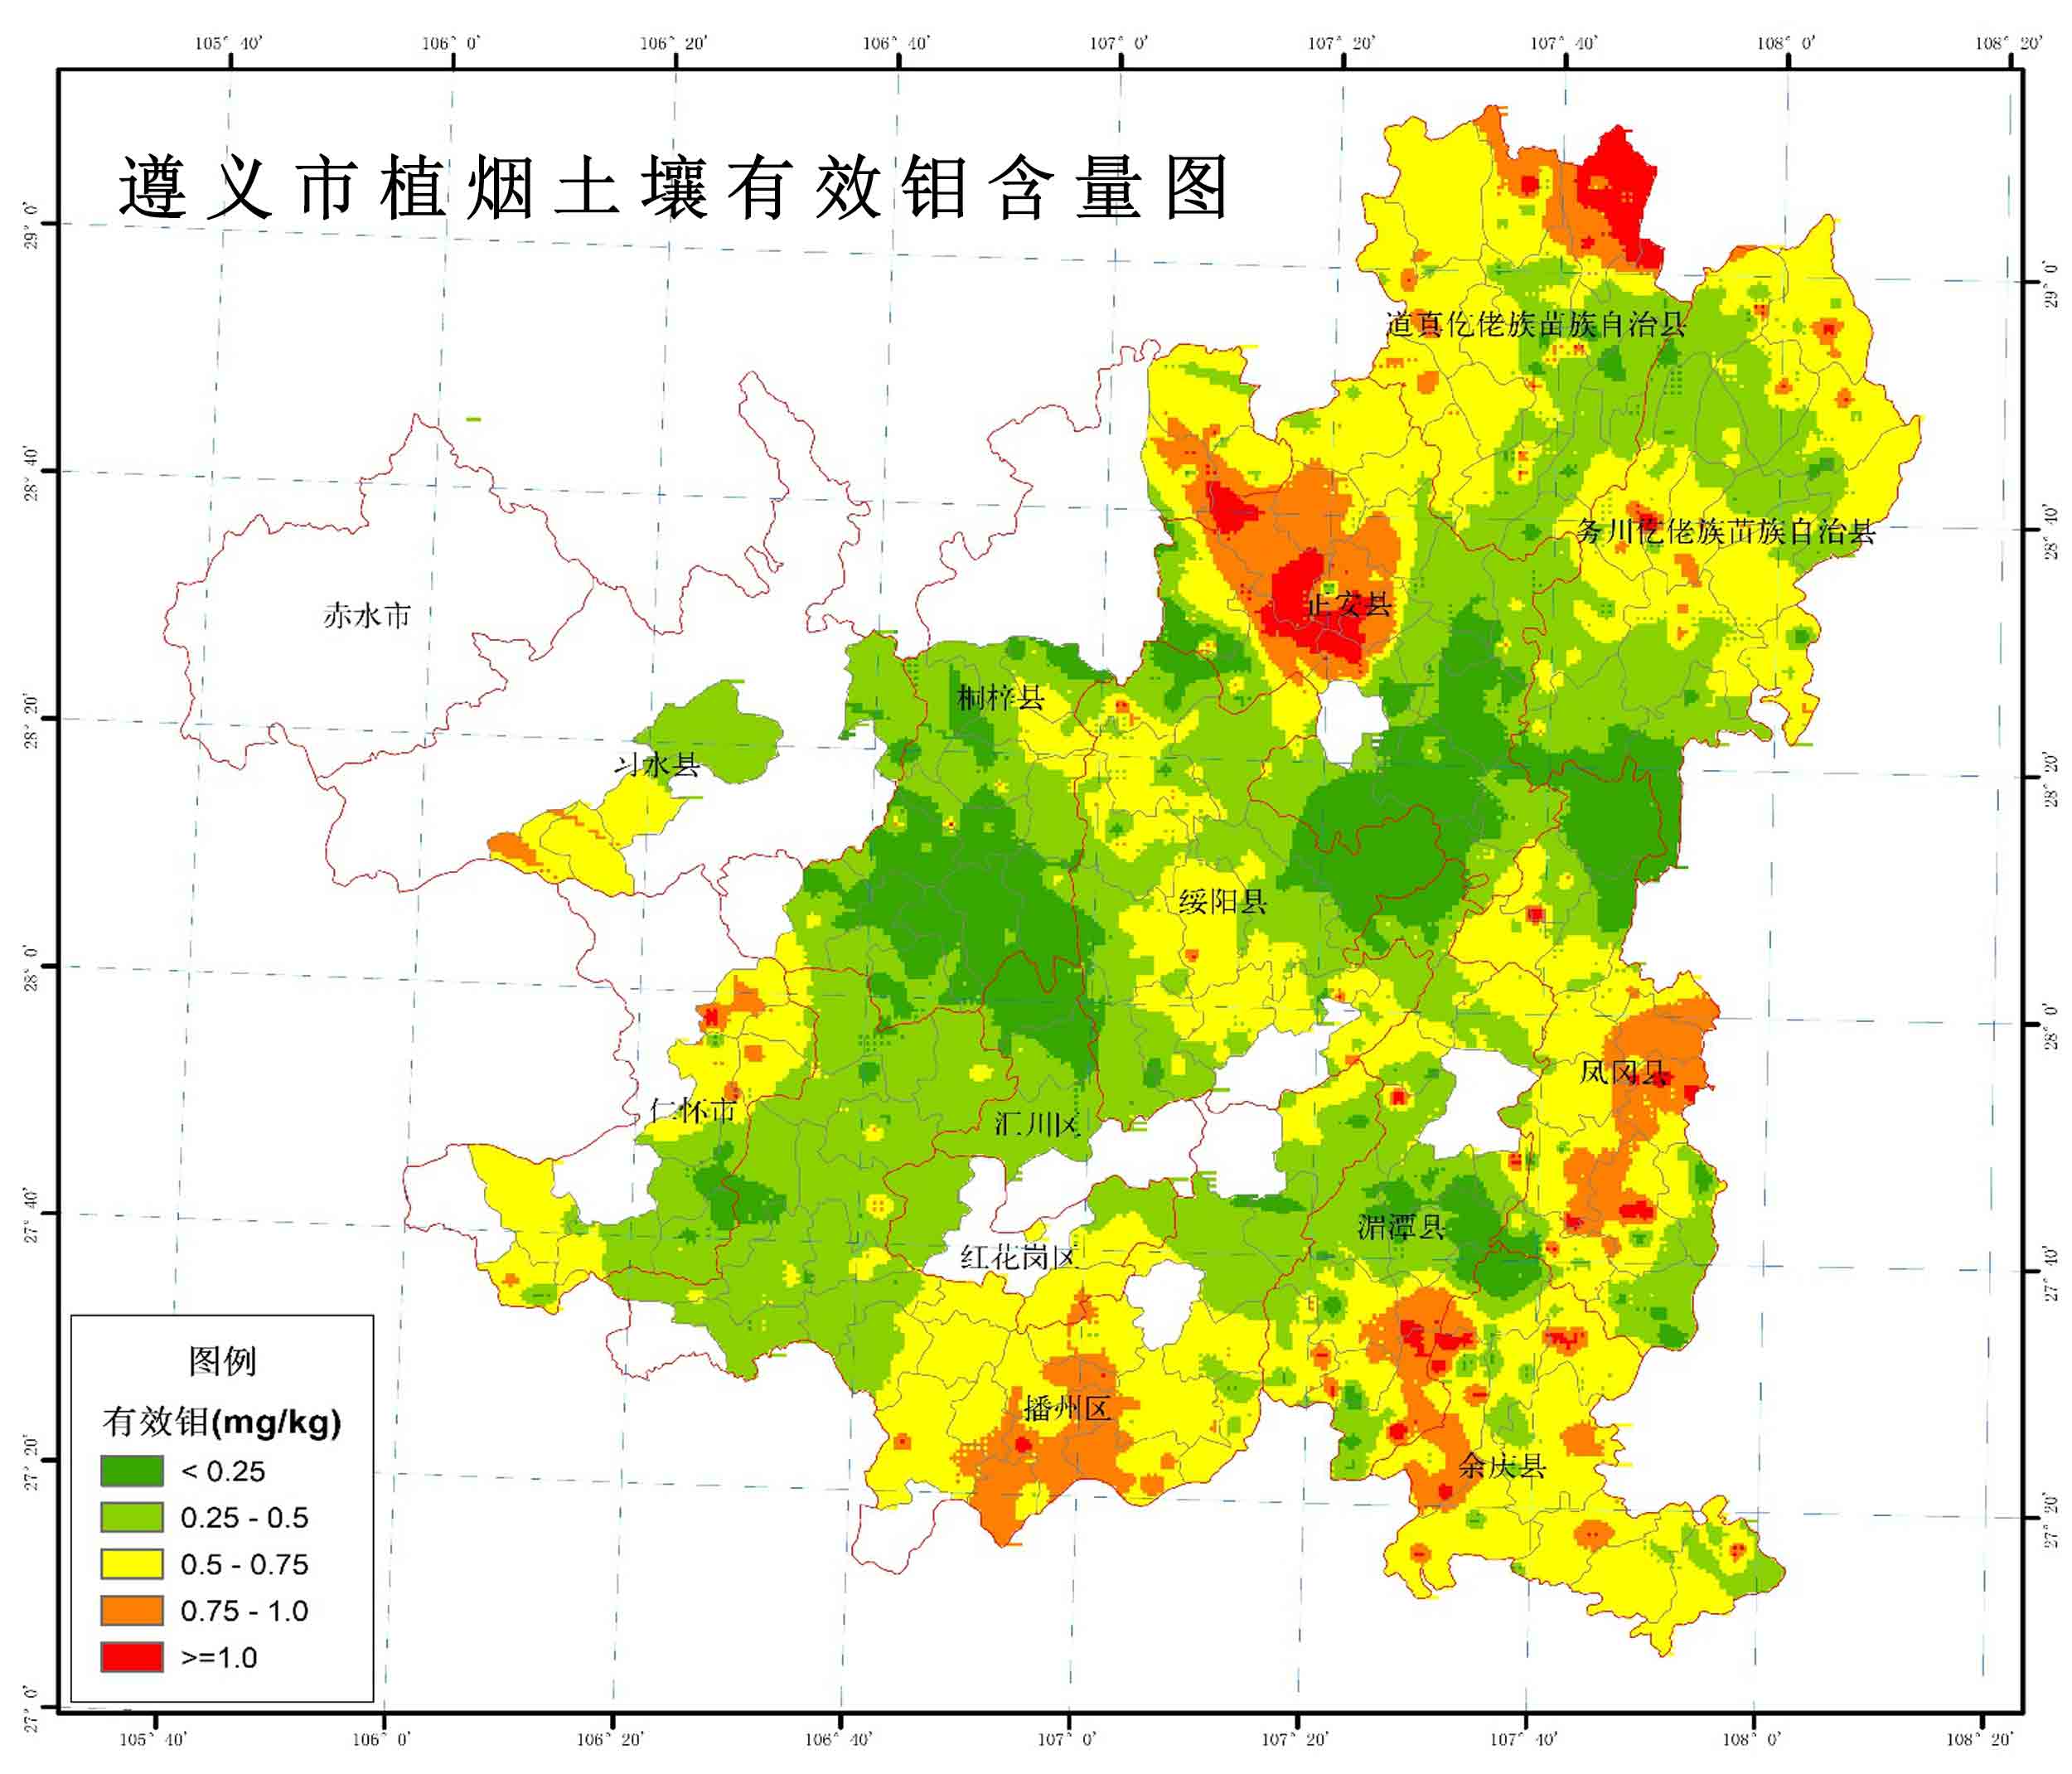 105° 40′ 106° 0′ 106° 20′ 106° 40′ 107° 0′ 107° 20′ 107° 40′ 108° 0′ 108° 20′
遵义市植烟土壤有效钼含量图
29° 0′
29° 0′
道真仡佬族苗族自治县
28° 40′
务川仡佬族苗族自治县
28° 40′
赤水市
正安县
桐梓县
28° 20′
习水县
28° 20′
绥阳县
28° 0′
28° 0′
凤冈县
仁怀市
汇川区
27° 40′
湄潭县
红花岗区
27° 40′
图例
播州区
有效钼(mg/kg)
27° 20′
余庆县
< 0.25
0.25 - 0.5
27° 20′
0.5 - 0.75
0.75 - 1.0
>=1.0
27° 0′
105° 40′ 106° 0′ 106° 20′ 106° 40′ 107° 0′ 107° 20′ 107° 40′ 108° 0′ 108° 20′